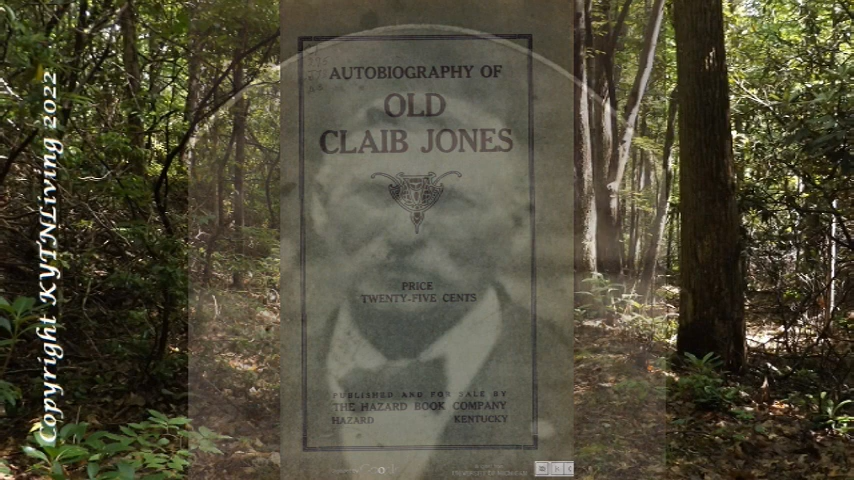 Copyright KYTNLiving 2022
AUTOBIOGRAPHY OF
OLD
CLAIB JONES
PRICE
TWENTY-FIVE CENTS
PUBLISHED AND FOR SALE BY
THE HAZARD BOOK COMPANY
HAZARD KENTUCKY
Google